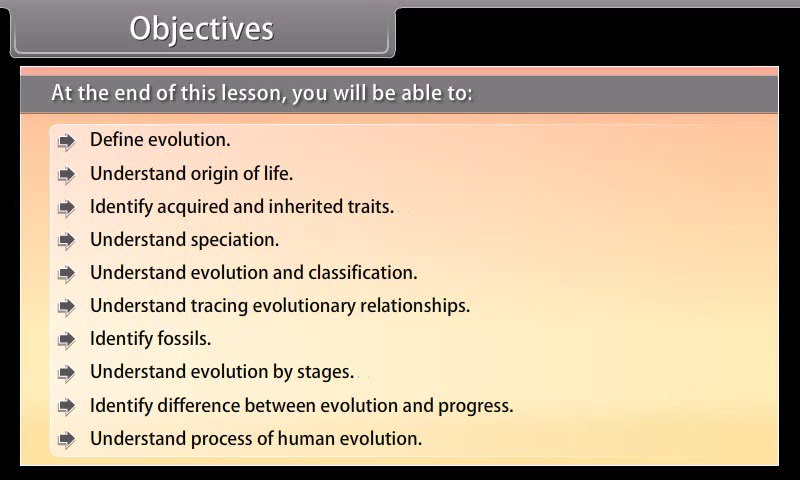 Objectives
At the end of this lesson, you will be able to:
Define evolution.
Understand origin of life.
Identify acquired and inherited traits.
Understand speciation.
Understand evolution and classification.
Understand tracing evolutionary relationships.
Identify fossils.
Understand evolution by stages.
Identify difference between evolution and progress.
Understand process of human evolution.